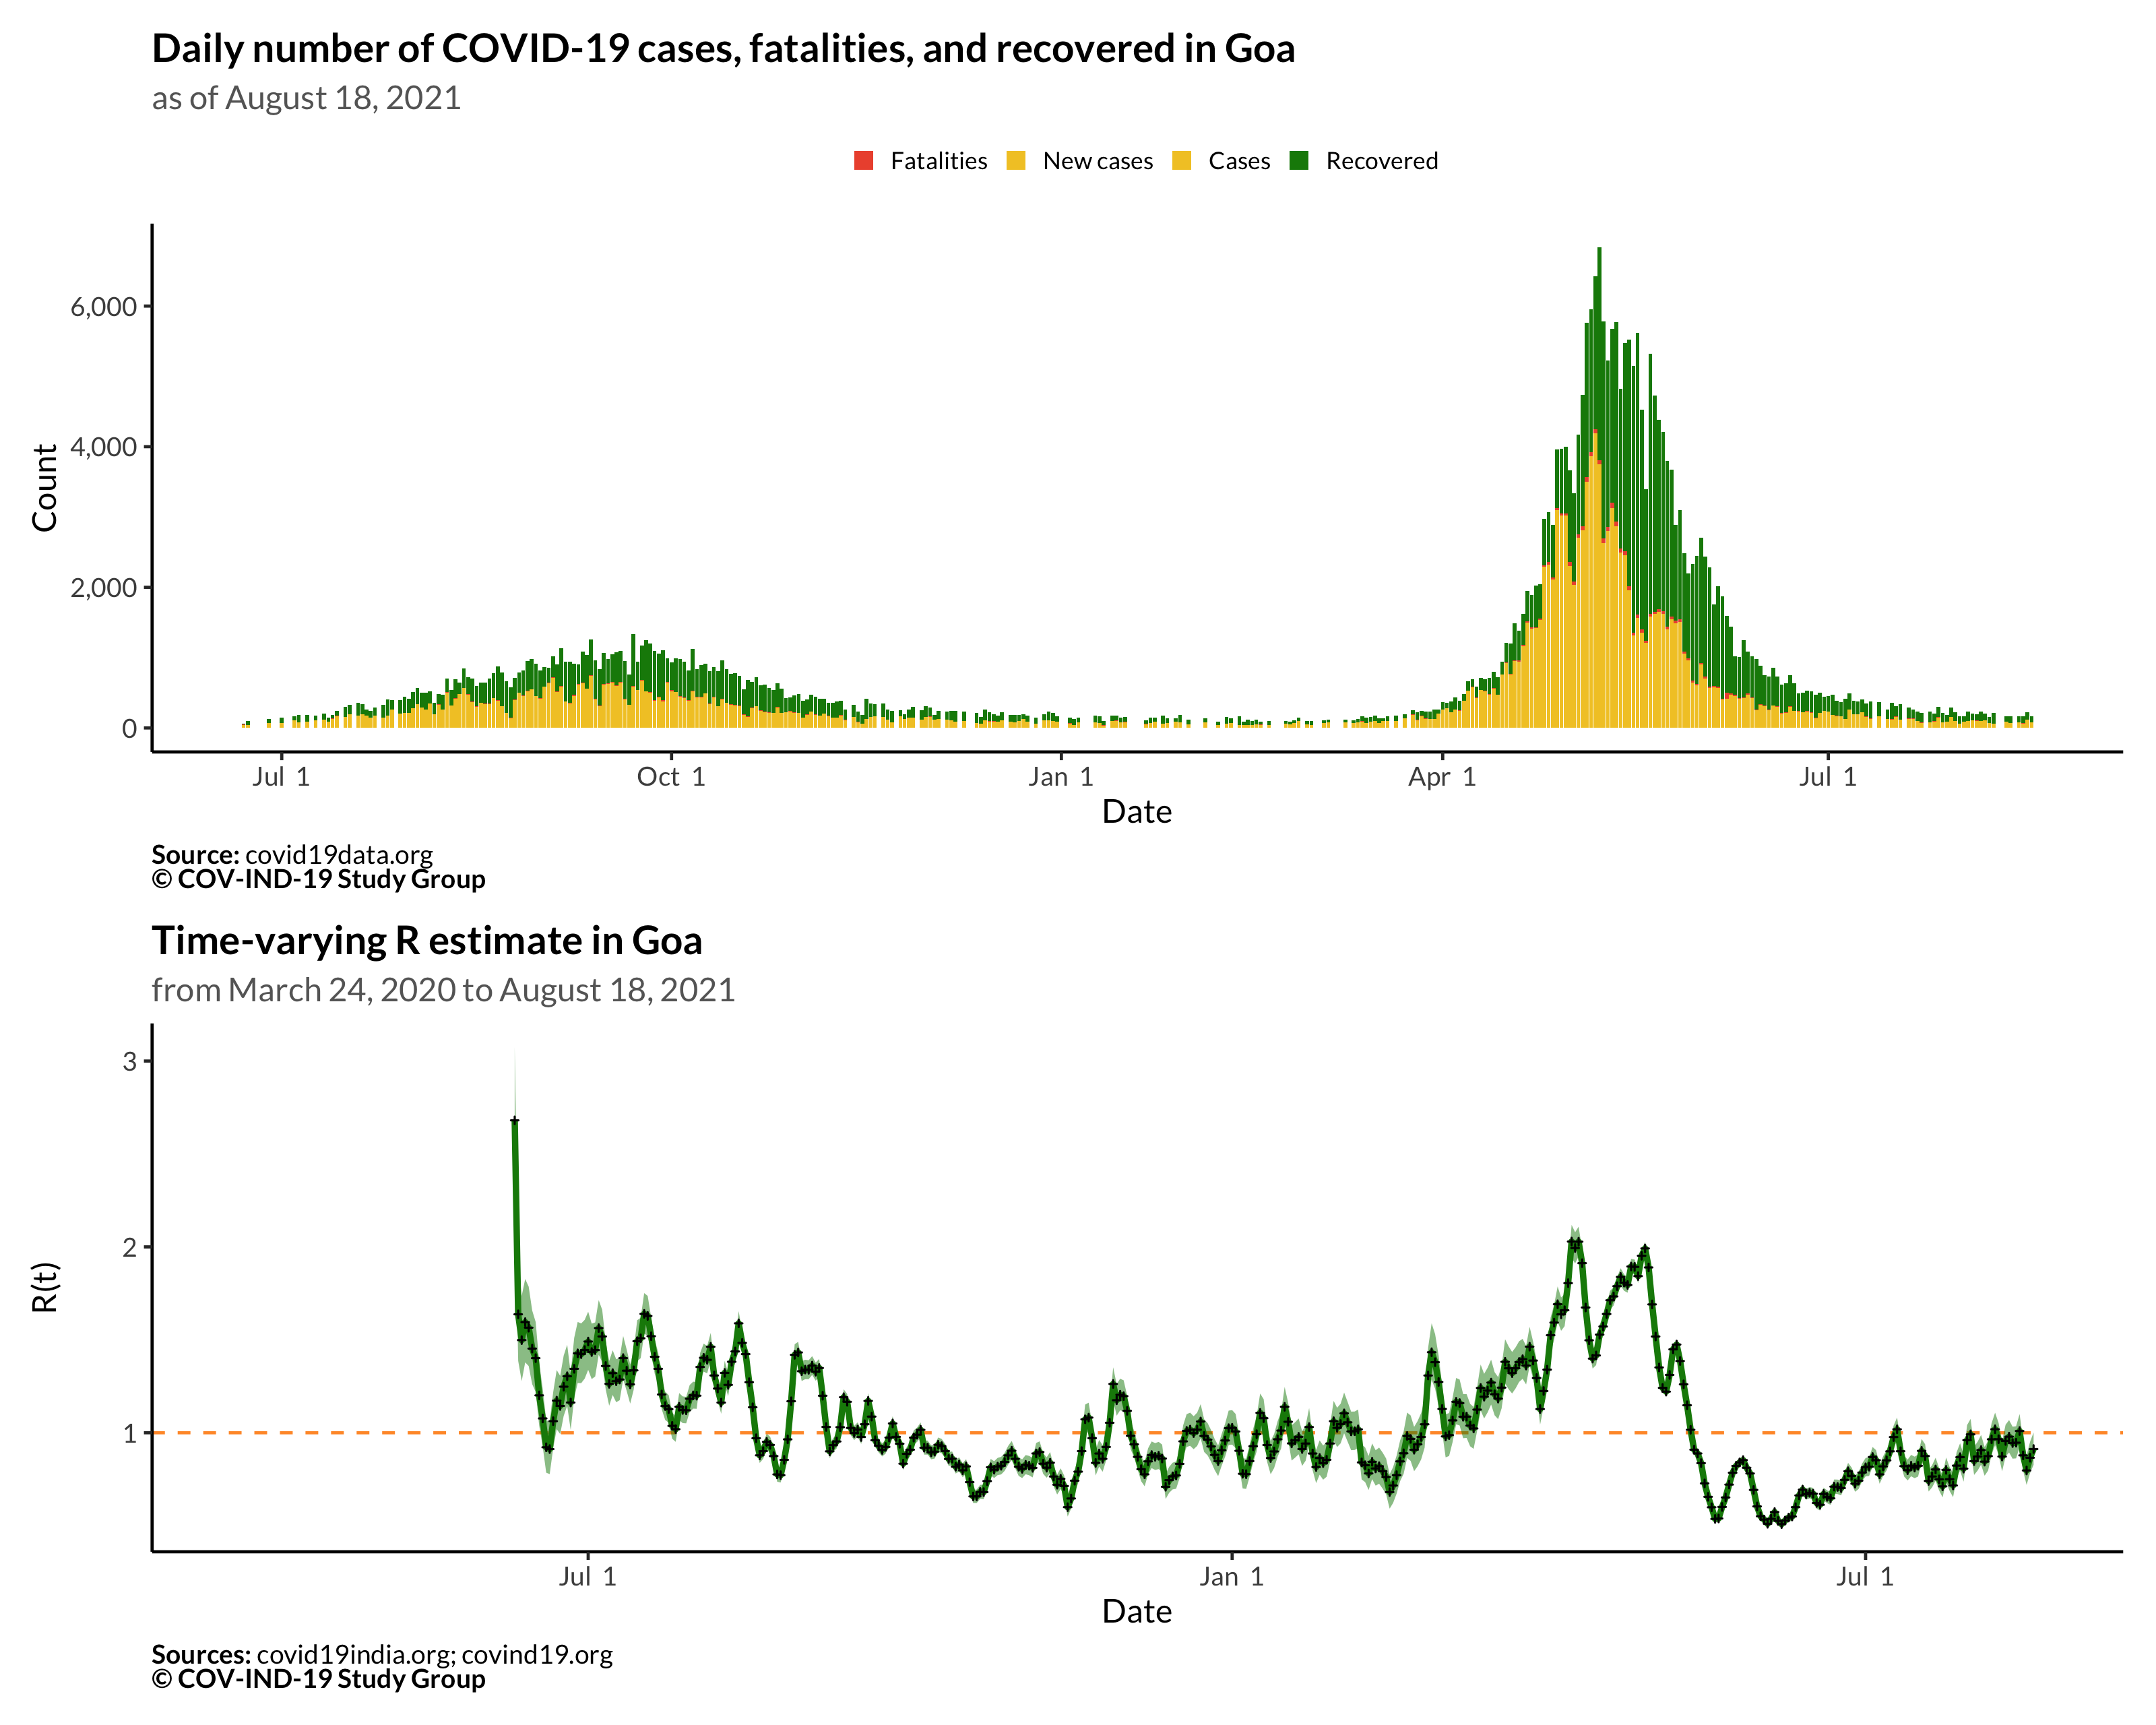 Daily number of COVID-19 cases, fatalities, and recovered in Goa
as of August 18, 2021
Fatalities New cases Cases Recovered
6,000
4,000
2,000
0
Count
Jul 1 Oct 1 Jan 1 Apr 1 Jul 1
Date
Source: covid19data.org
© COV-IND-19 Study Group
Time-varying R estimate in Goa
from March 24, 2020 to August 18, 2021
3
2
1
R(t)
Jul 1 Jan 1 Jul 1
Date
Sources: covid19india.org; covind19.org
© COV-IND-19 Study Group